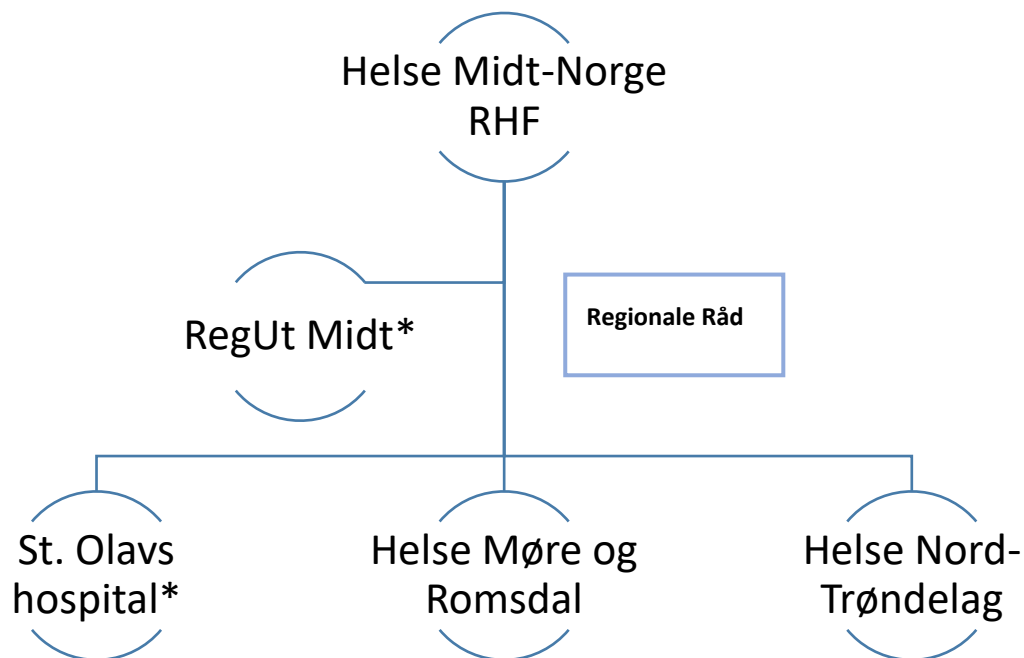 Helse Midt-Norge
RHF
RegUt Midt*
Regionale Råd
St. Olavs
hospital*
Helse Møre og
Romsdal
Helse Nord-
Trøndelag